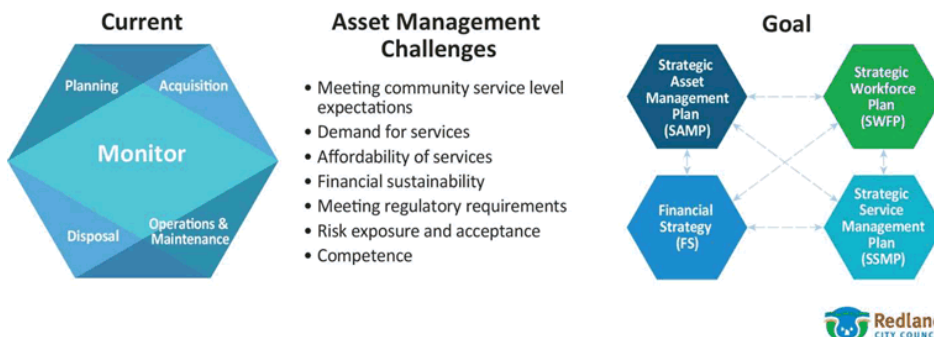 Current
Planning
Acquisition
Monitor
Disposal
Operations &
Maintenance
Asset Management
Challenges
• Meeting community service level
expectations
• Demand for services
• Affordability of services
• Financial sustainability
• Meeting regulatory requirements
• Risk exposure and acceptance
• Competence
Goal
Strategic
Asset
Management
Plan
(SAMP)
Strategic
Workforce
Plan
(SWFP)
Financial
Strategy
(FS)
Strategic
Service
Management
Plan
(SSMP)
Redlan
CITY COUNC